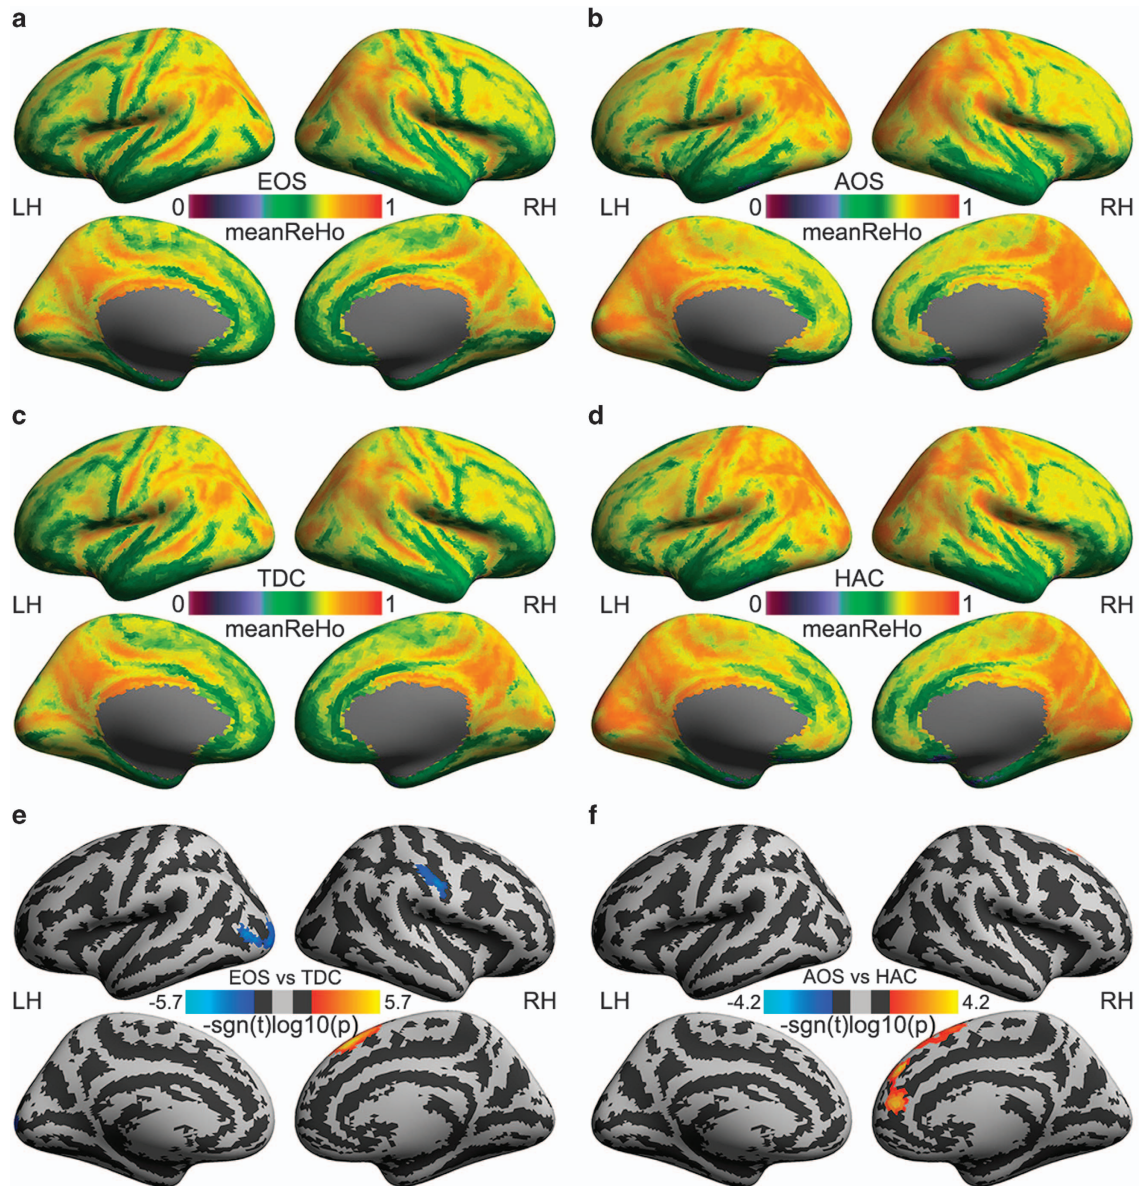 a
b
EOS
LH 0 1 RH
meanReHo
AOS
LH 0 1 RH
meanReHo
c
d
TDC
LH 0 1 RH
meanReHo
HAC
LH 0 1 RH
meanReHo
e
f
EOS vs TDC
LH -5.7 5.7 RH
-sgn(t)log10(p)
AOS vs HAC
LH -4.2 4.2 RH
-sgn(t)log10(p)